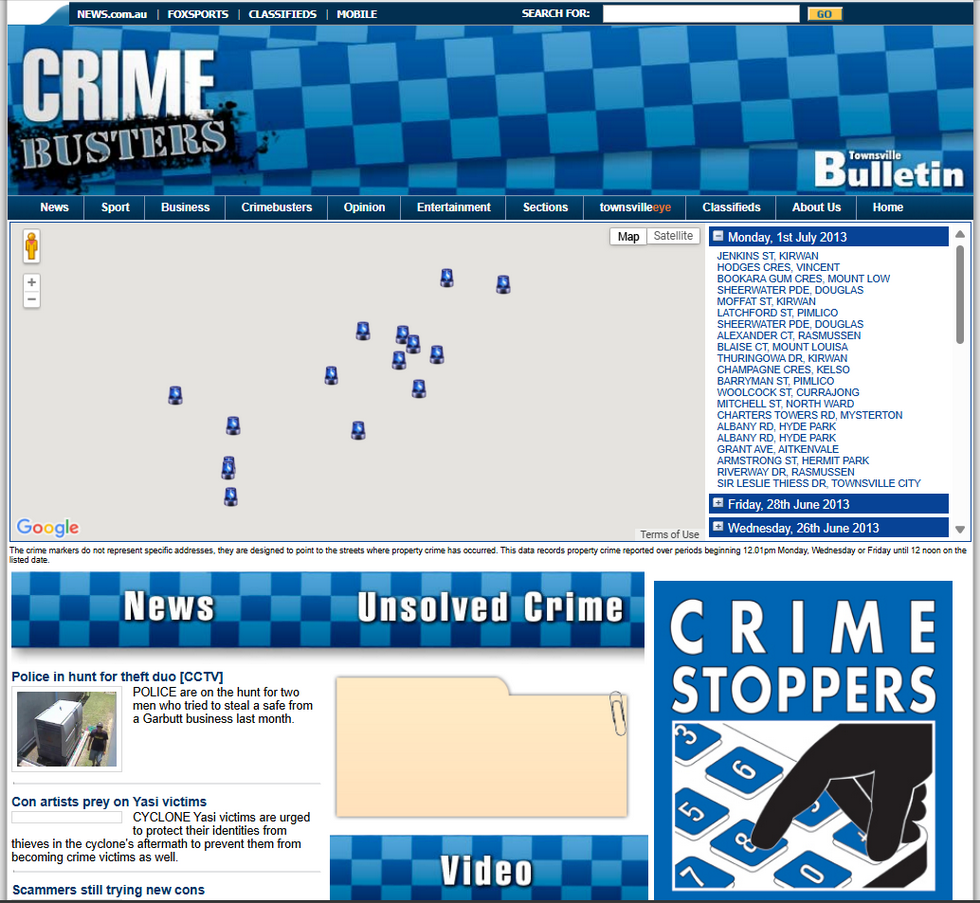 NEWS.com.au | FOXSPORTS | CLASSIFIEDS | MOBILE SEARCH FOR: GO
CRIME
BUSTERS
Townsville
Bulletin
News Sport Business Crimebusters Opinion Entertainment Sections townsvilleeye Classifieds About Us Home
Map Satellite
Monday, 1st July 2013
JENKINS ST, KIRWAN
HODGES CRES, VINCENT
BOOKARA GUM CRES, MOUNT LOW
SHEERWATER PDE, DOUGLAS
MOFFAT ST, KIRWAN
LATCHFORD ST, PIMLICO
SHEERWATER PDE, DOUGLAS
ALEXANDER CT, RASMUSSEN
BLAISE CT, MOUNT LOUISA
THURINGOWA DR, KIRWAN
CHAMPAGNE CRES, KELSO
BARRYMAN ST, PIMLICO
WOOLCOCK ST, CURRAJONG
MITCHELL ST, NORTH WARD
CHARTERS TOWERS RD, MYSTERTON
ALBANY RD, HYDE PARK
ALBANY RD, HYDE PARK
GRANT AVE, AITKENVALE
ARMSTRONG ST, HERMIT PARK
RIVERWAY DR, RASMUSSEN
SIR LESLIE THIESS DR, TOWNSVILLE CITY
Friday, 28th June 2013
Wednesday, 26th June 2013
Google
Terms of Use
The crime markers do not represent specific addresses, they are designed to point to the streets where property crime has occurred. This data records property crime reported over periods beginning 12.01pm Monday, Wednesday or Friday until 12 noon on the
listed date.
News
Unsolved Crime
Police in hunt for theft duo [CCTV]
POLICE are on the hunt for two
men who tried to steal a safe from
a Garbutt business last month.
Con artists prey on Yasi victims
CYCLONE Yasi victims are urged
to protect their identities from
thieves in the cyclone's aftermath to prevent them from
becoming crime victims as well.
Scammers still trying new cons
Video
CRIME
STOPPERS
3
6
5
5
8
4
7
0